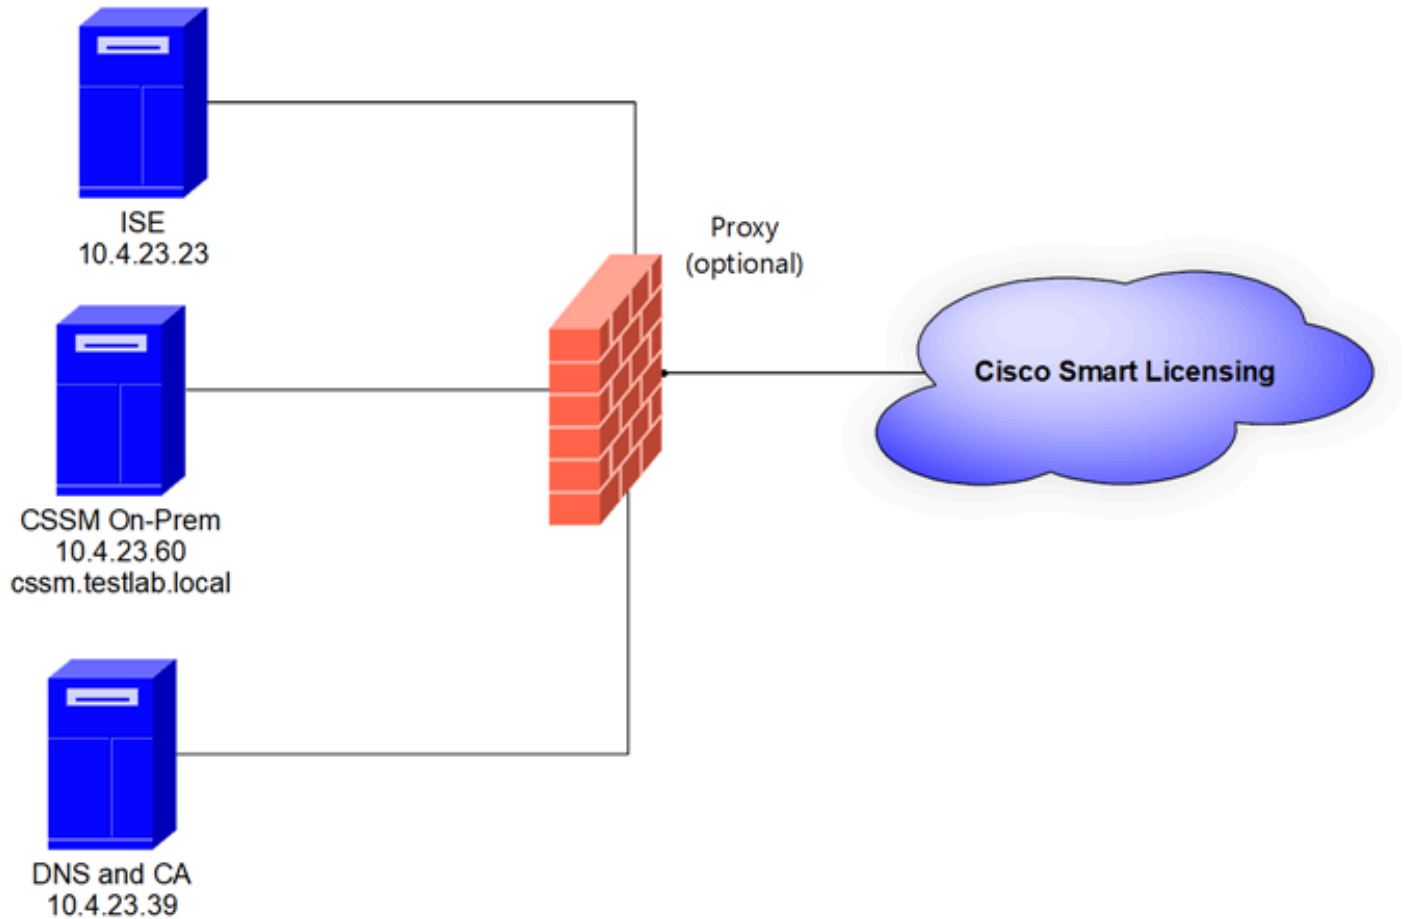 ISE
10.4.23.23
Proxy
(optional)
Cisco Smart Licensing
CSSM On-Prem
10.4.23.60
cssm.testlab.local
DNS and CA
10.4.23.39